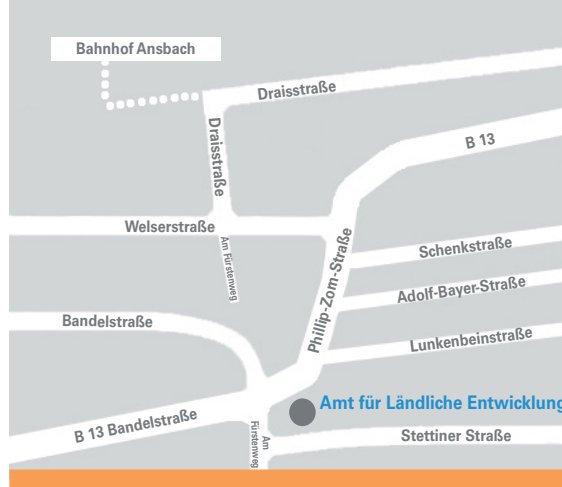 Bahnhof Ansbach
Draisstraße
Draisstraße
B 13
Welserstraße
Am Fürstenweg
Phillip-Zom-Straße
Schenkstraße
Adolf-Bayer-Straße
Bandelstraße
Lunkenbeinstraße
Amt für Ländliche Entwicklung
B 13 Bandelstraße
Am
Fürstenweg
Stettiner Straße